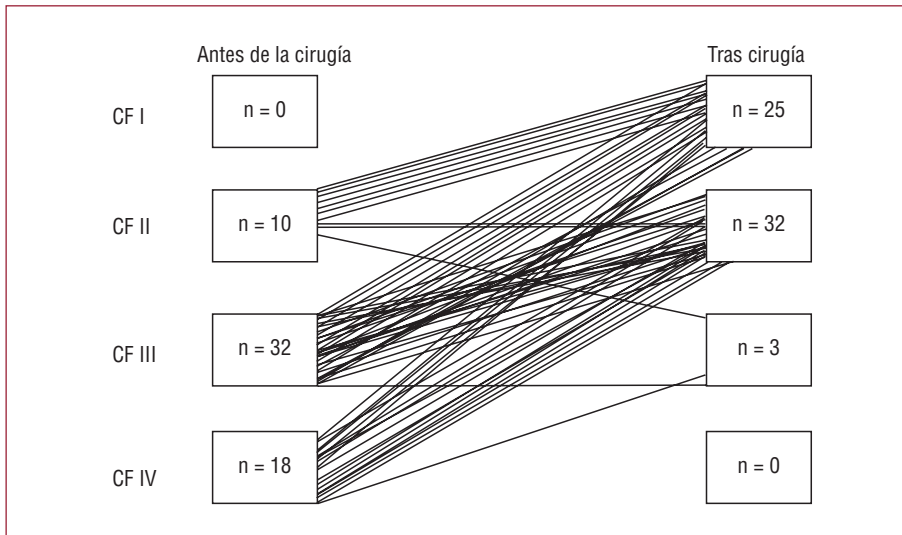 Antes de la cirugía
Tras cirugía
CF I
n = 0
n = 25
CF II
n = 10
n = 32
CF III
n = 32
n = 3
CF IV
n = 18
n = 0